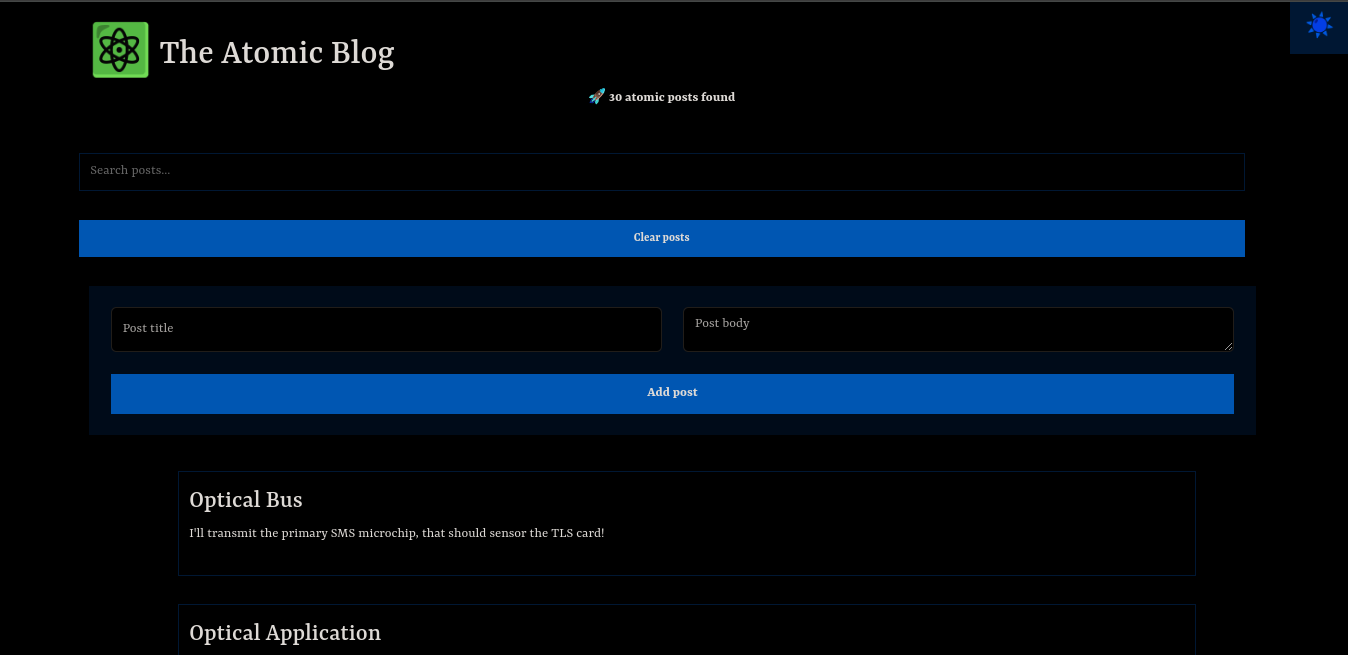 The Atomic Blog
🚀 30 atomic posts found
Search posts...
Clear posts
Post title
Post body
Add post
Optical Bus
I'll transmit the primary SMS microchip, that should sensor the TLS card!
Optical Application